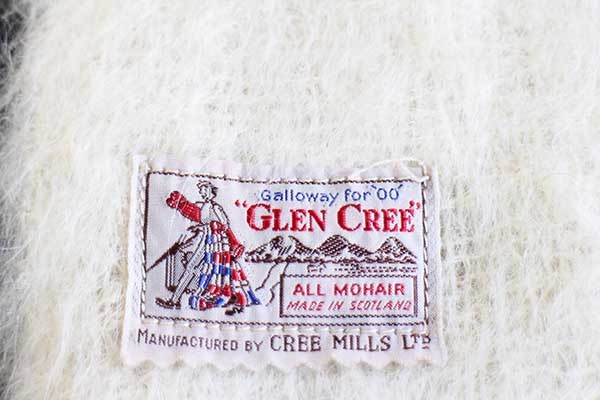 Galloway for '00'
"GLEN CREE"
ALL MOHAIR
MADE IN SCOTLAND
MANUFACTURED BY CREE MILLS LTD